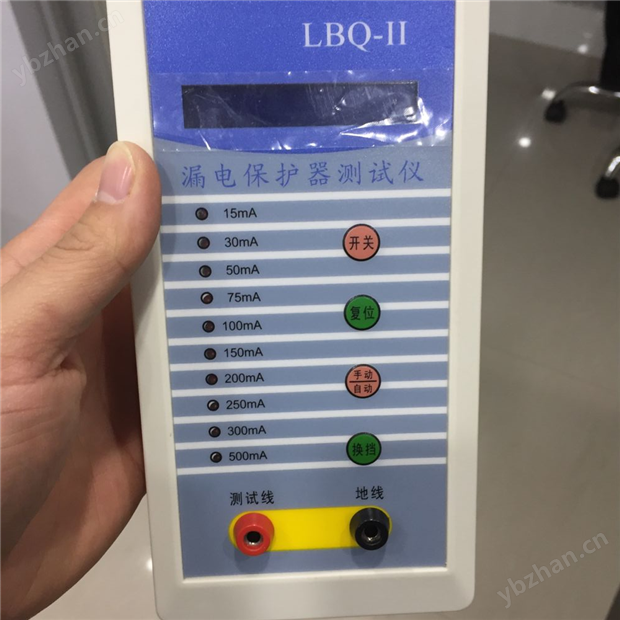 LBQ-II
漏电保护器测试仪
15mA
30mA
开关
50mA
75mA
复位
100mA
150mA
200mA
手动
自动
250mA
300mA
换挡
500mA
测试线
地线
ybzhan.cn
ybzhan.cn